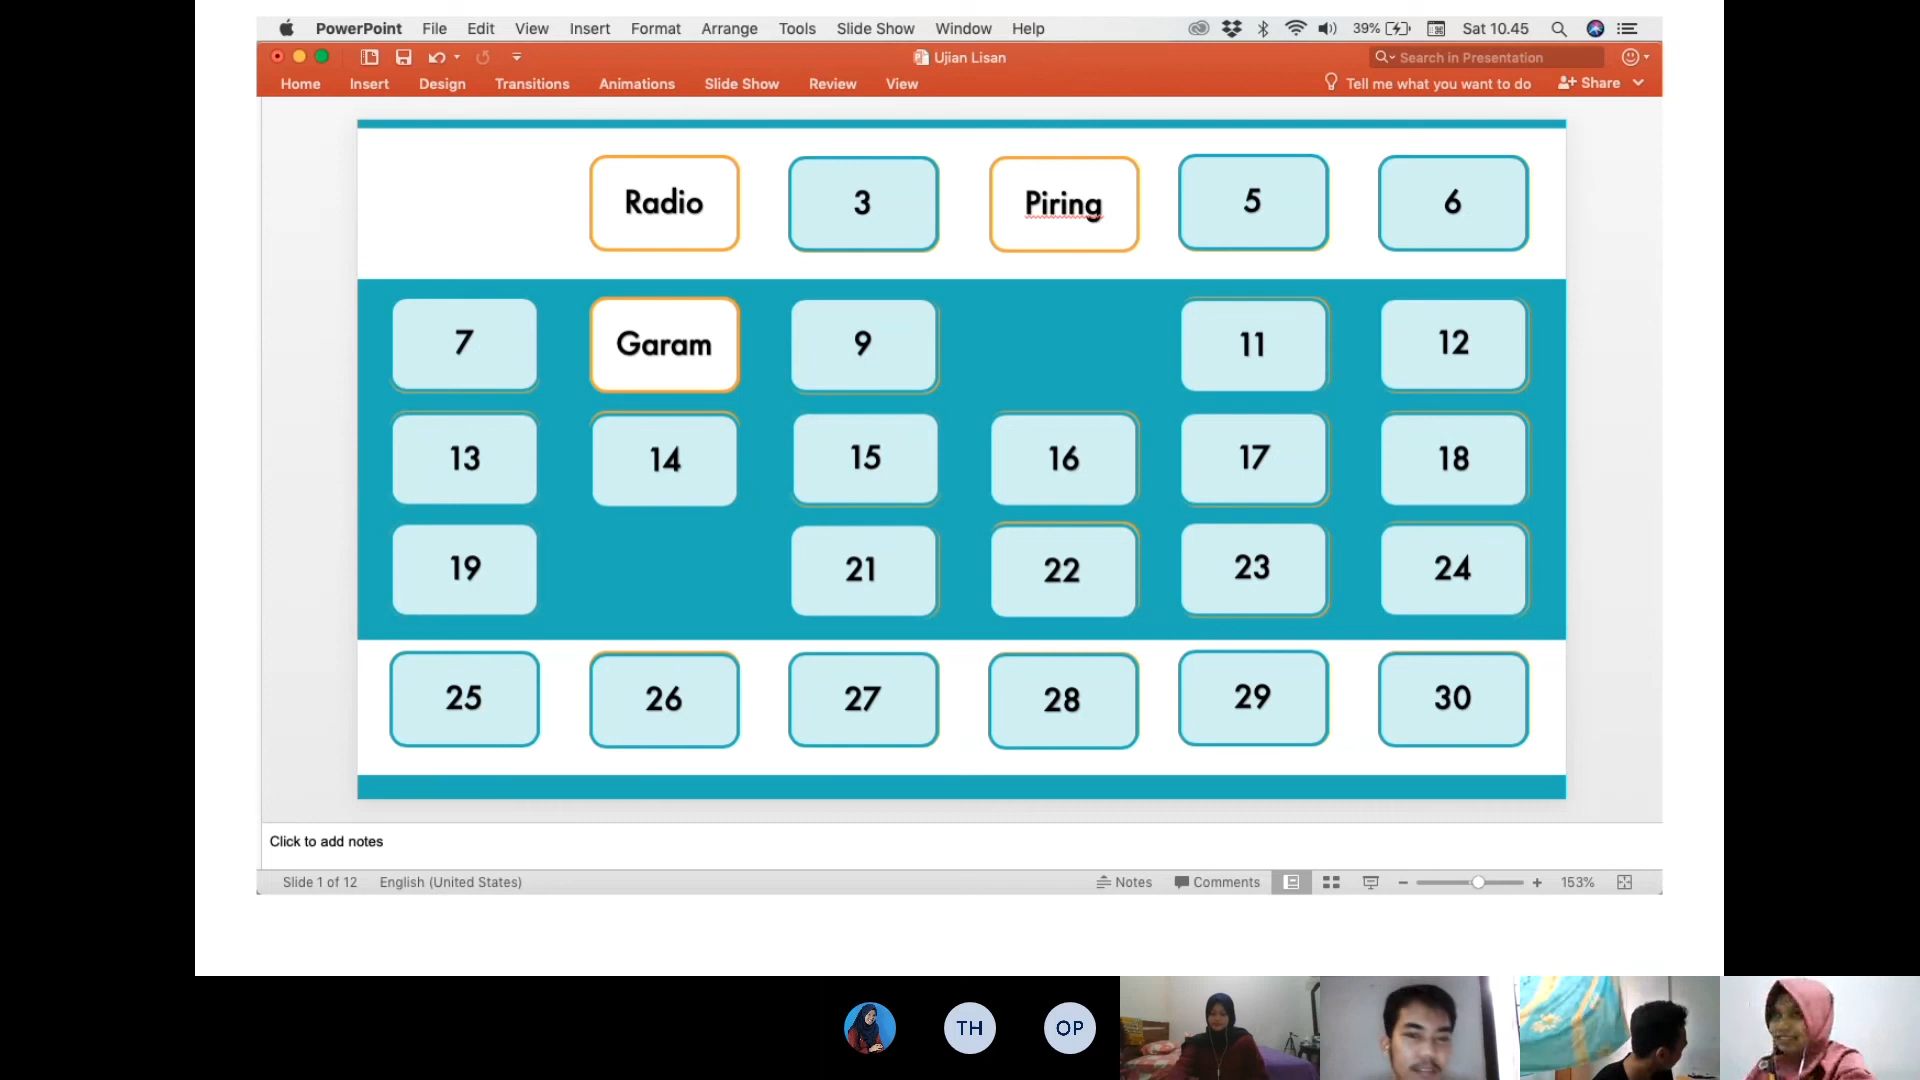 PowerPoint File Edit View Insert Format Arrange Tools Slide Show Window Help 39% Sat 10.45
Ujian Lisan Search in Presentation
Home Insert Design Transitions Animations Slide Show Review View Tell me what you want to do Share
Radio 3 Piring 5 6
7 Garam 9 11 12
13 14 15 16 17 18
19 21 22 23 24
25 26 27 28 29 30
Click to add notes
Slide 1 of 12 English (United States) Notes Comments 153%
TH OP